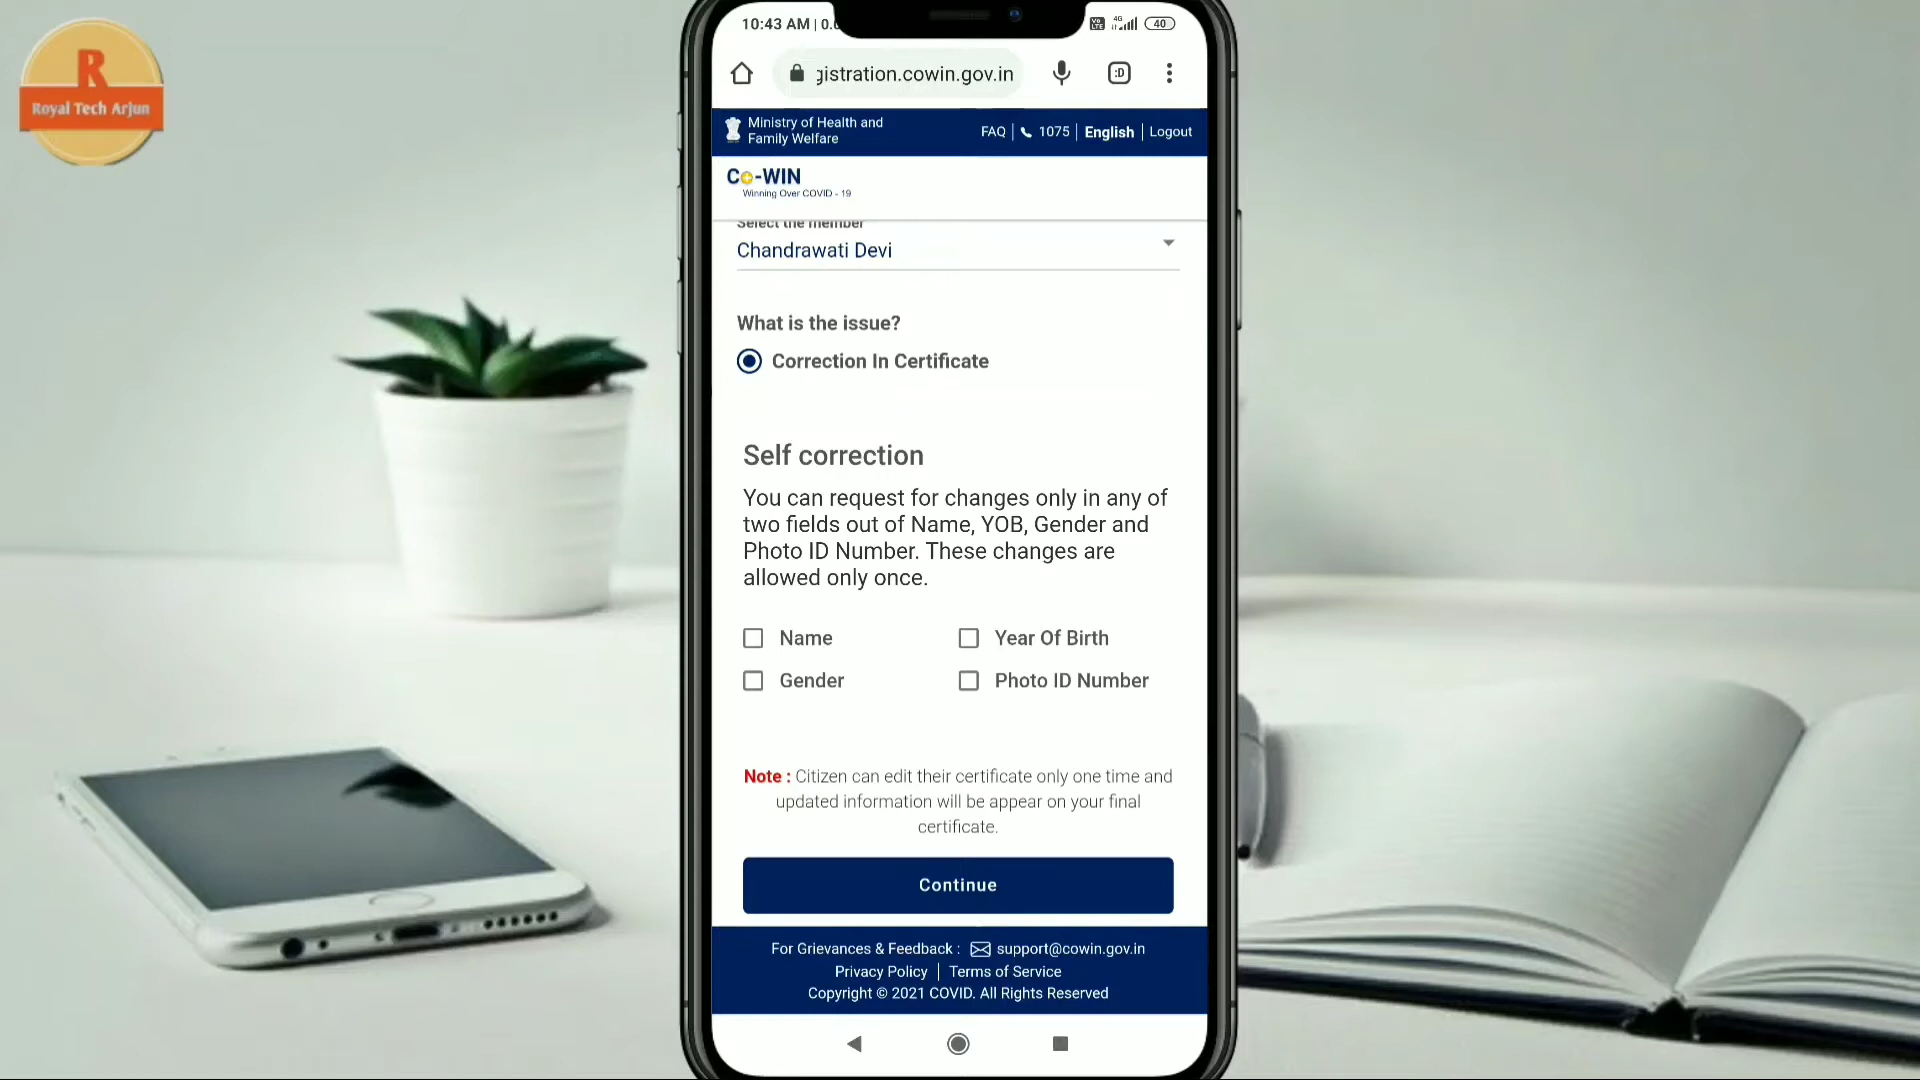 R
Royal Tech Arjun
10:43 AM | 0.
4G
40
gistration.cowin.gov.in
:D
Ministry of Health and
Family Welfare
FAQ | 1075 | English | Logout
Co-WIN
Winning Over COVID - 19
Select the member
Chandrawati Devi
What is the issue?
Correction In Certificate
Self correction
You can request for changes only in any of
two fields out of Name, YOB, Gender and
Photo ID Number. These changes are
allowed only once.
Name
Year Of Birth
Gender
Photo ID Number
Note : Citizen can edit their certificate only one time and
updated information will be appear on your final
certificate.
Continue
For Grievances & Feedback : support@cowin.gov.in
Privacy Policy | Terms of Service
Copyright © 2021 COVID. All Rights Reserved